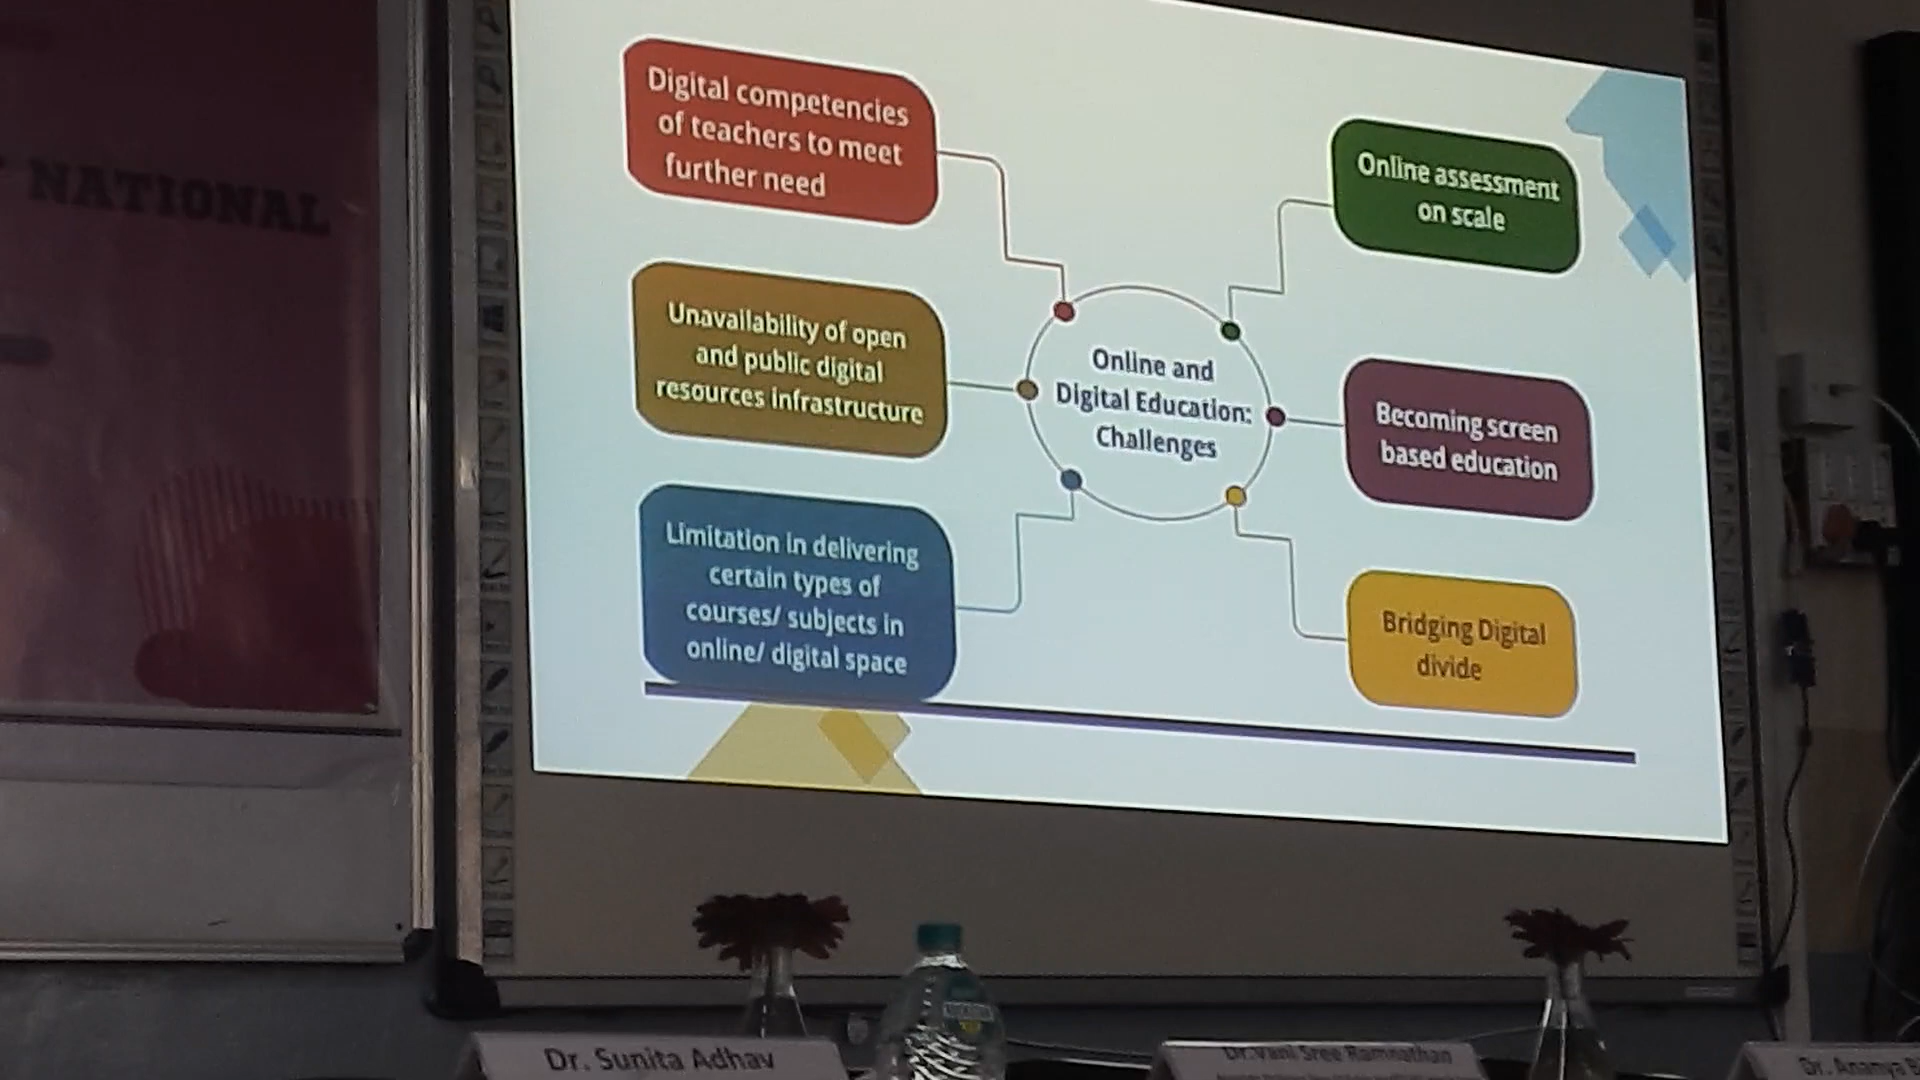 NATIONAL
Digital competencies
of teachers to meet
further need
Unavailability of open
and public digital
resources infrastructure
Limitation in delivering
certain types of
courses/ subjects in
online/ digital space
Online and
Digital Education:
Challenges
Online assessment
on scale
Becoming screen
based education
Bridging Digital
divide
Dr. Sunita Adhav
Dr. Vani Sree Ramnathan
Dr. Ananya